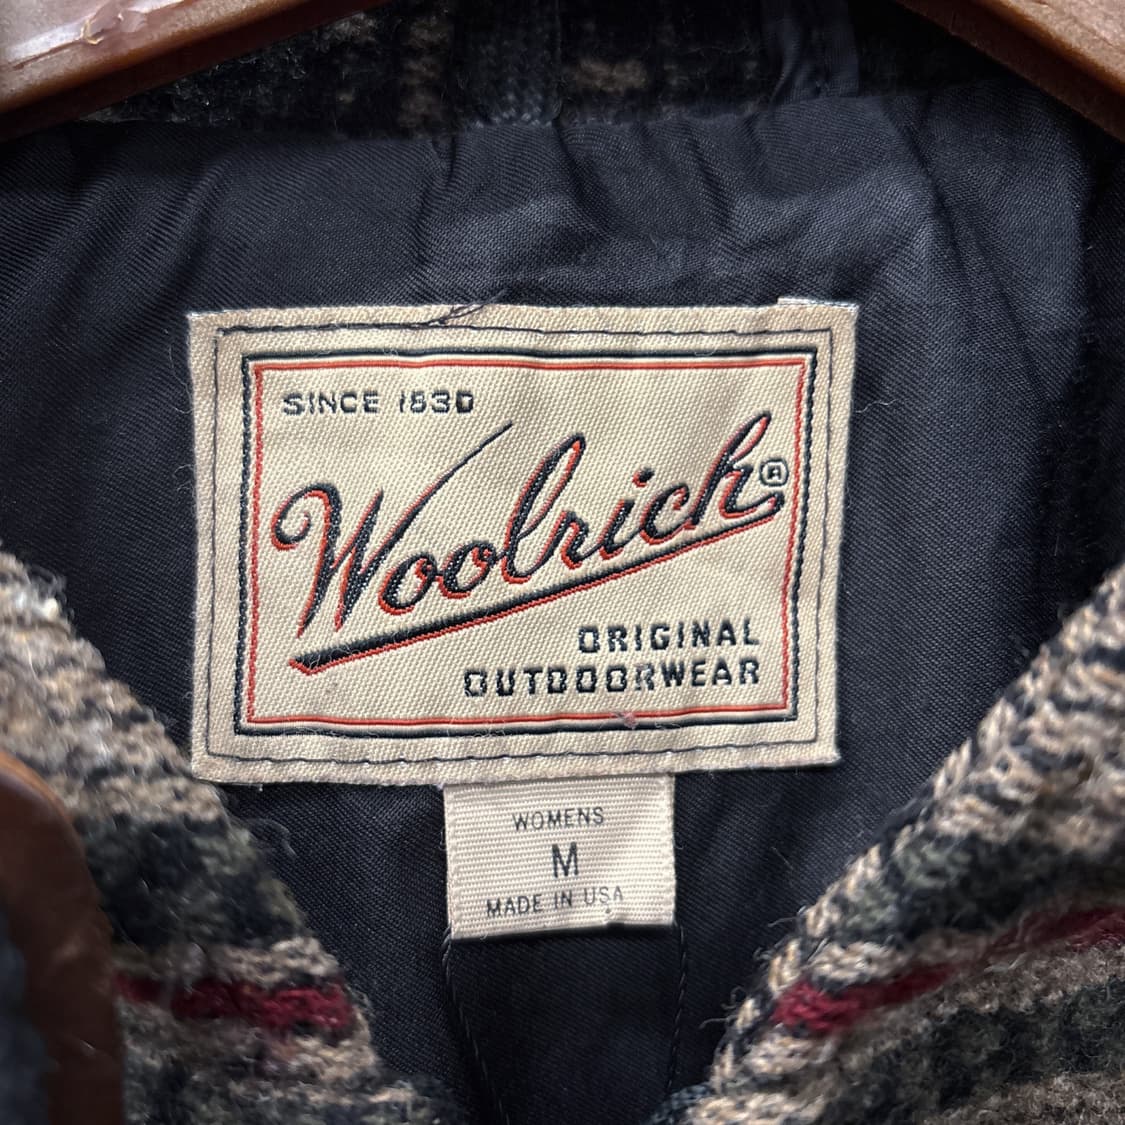 SINCE 1830
Woolrich®
ORIGINAL
OUTDOORWEAR
WOMENS
M
MADE IN USA